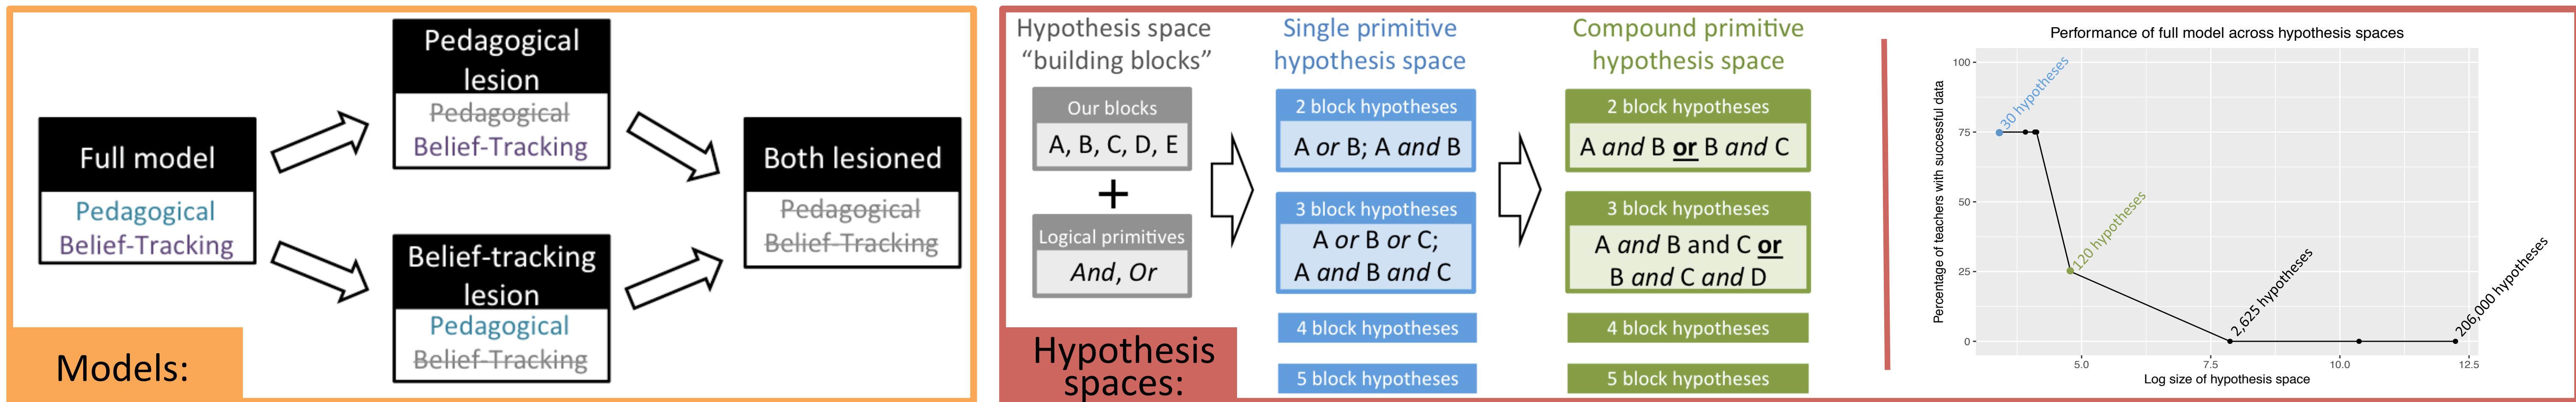 Full model
Pedagogical
Belief-Tracking
Pedagogical
lesion
Pedagogical
Belief-Tracking
Belief-tracking
lesion
Pedagogical
Belief-Tracking
Both lesioned
Pedagogical
Belief-Tracking
Models:
Hypothesis space
“building blocks”
Our blocks
A, B, C, D, E
+
Logical primitives
And, Or
Single primitive
hypothesis space
2 block hypotheses
A or B; A and B
3 block hypotheses
A or B or C;
A and B and C
4 block hypotheses
5 block hypotheses
Compound primitive
hypothesis space
2 block hypotheses
A and B or B and C
3 block hypotheses
A and B and C or
B and C and D
4 block hypotheses
5 block hypotheses
Hypothesis
spaces:
Performance of full model across hypothesis spaces
Percentage of teachers with successful data
100
75
50
25
0
30 hypotheses
120 hypotheses
2,625 hypotheses
206,000 hypotheses
5.0
7.5
10.0
12.5
Log size of hypothesis space